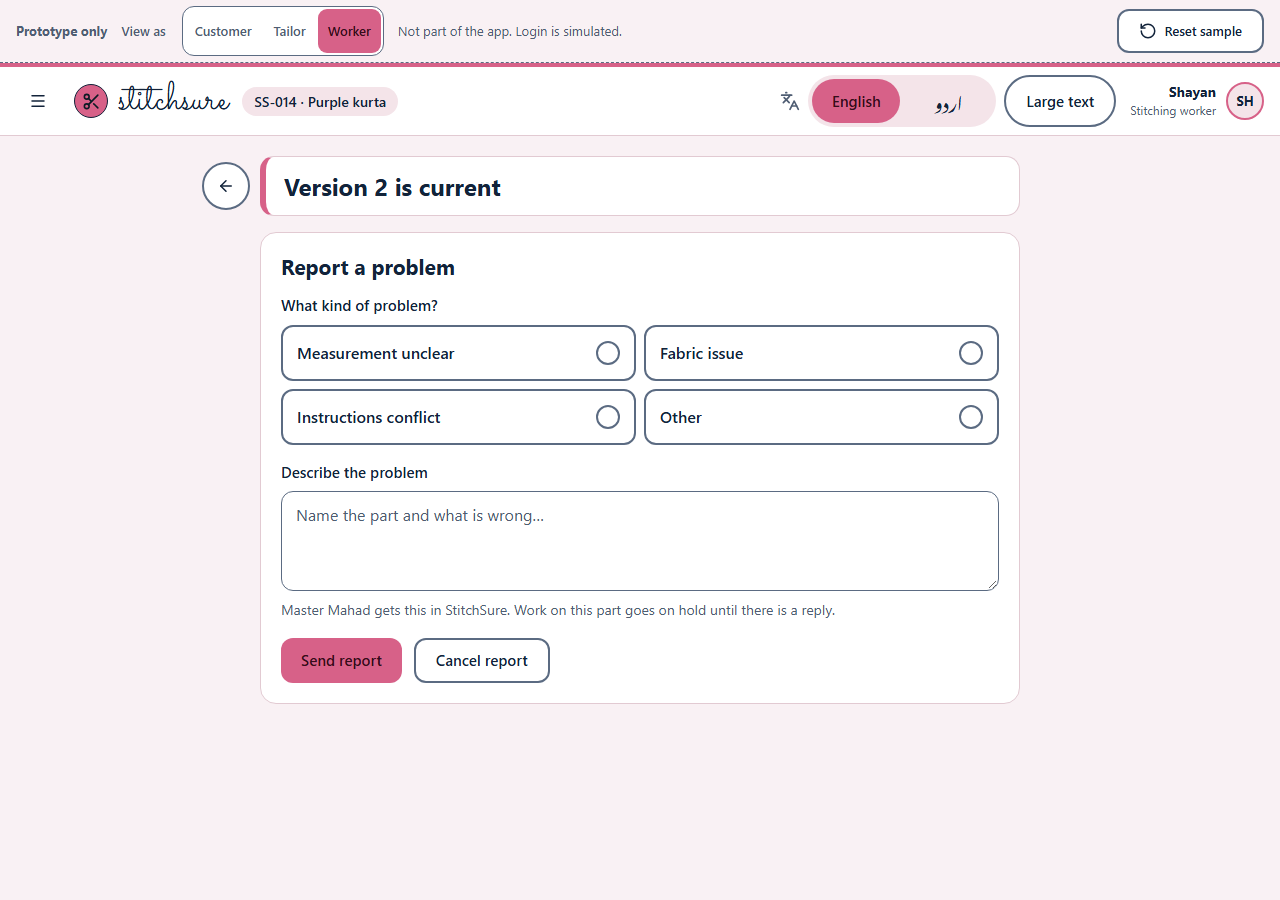 Prototype only View as Customer Tailor Worker Not part of the app. Login is simulated. Reset sample
stitchsure SS-014 · Purple kurta English اردو Large text Shayan SH
Stitching worker
Version 2 is current
Report a problem
What kind of problem?
Measurement unclear Fabric issue
Instructions conflict Other
Describe the problem
Name the part and what is wrong...
Master Mahad gets this in StitchSure. Work on this part goes on hold until there is a reply.
Send report Cancel report